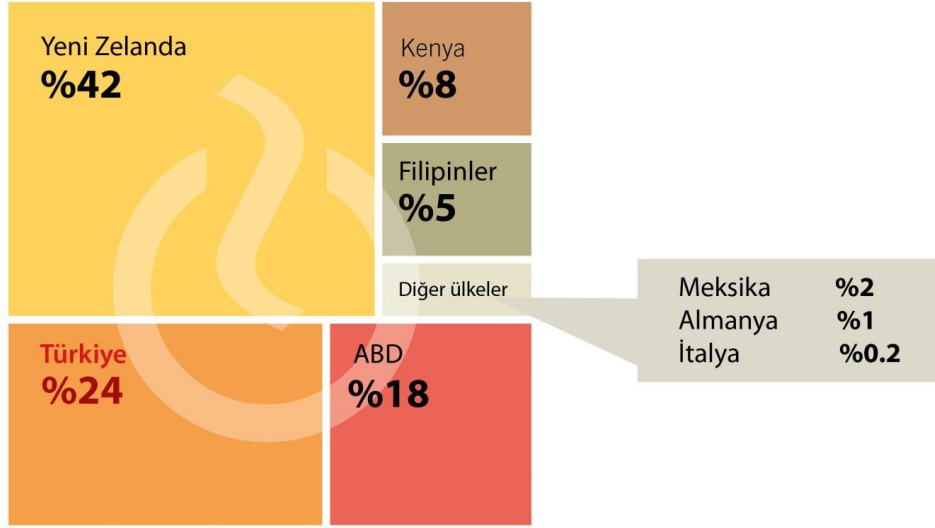 Yeni Zelanda
%42
Kenya
%8
Filipinler
%5
Diğer ülkeler
Meksika %2
Almanya %1
İtalya %0.2
Türkiye
%24
ABD
%18